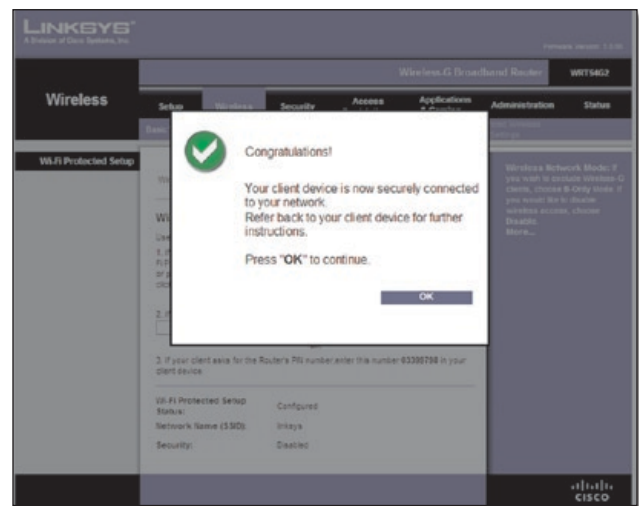 LINKSYS®
A Division of Cisco Systems, Inc.
Wireless-G Broadband Router WRT54G2
Wireless
Setup Wireless Security Access Applications Administration Status
& Gaming
Basic
Wi-Fi Protected Setup
Congratulations!
Your client device is now securely connected
to your network.
Refer back to your client device for further
instructions.
Press "OK" to continue.
OK
Wireless Network Mode: If
you wish to exclude Wireless-G
clients, choose B-Only Mode. If
you would like to disable
wireless access, choose
Disable.
More...
3. If your client asks for the Router's PIN number enter this number in your
client device
Wi-Fi Protected Setup
Status: Configured
Network Name (SSID):
Security: Disabled
CISCO